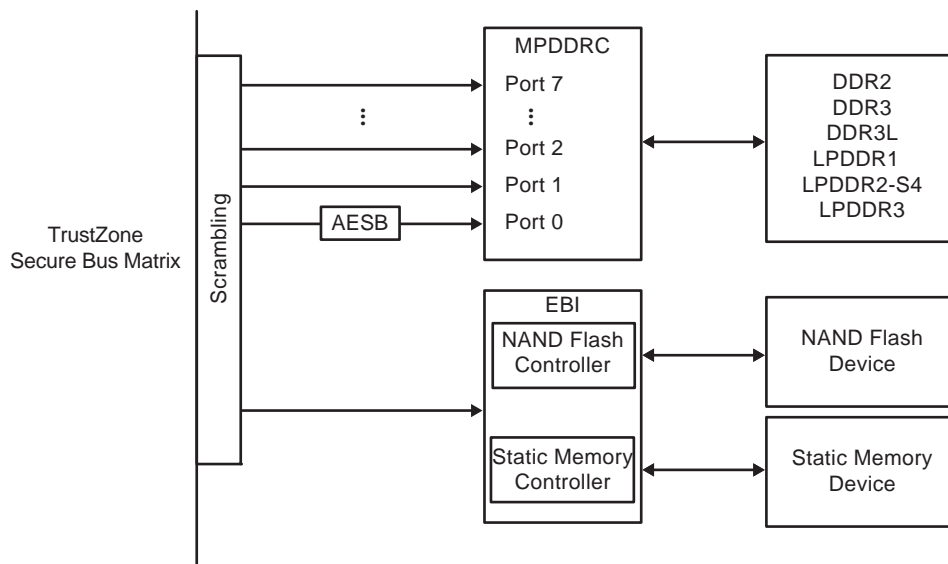 TrustZone
Secure Bus Matrix
Scrambling
AESB
MPDDRC
Port 7
...
...
Port 2
Port 1
Port 0
DDR2
DDR3
DDR3L
LPDDR1
LPDDR2-S4
LPDDR3
EBI
NAND Flash
Controller
Static Memory
Controller
NAND Flash
Device
Static Memory
Device